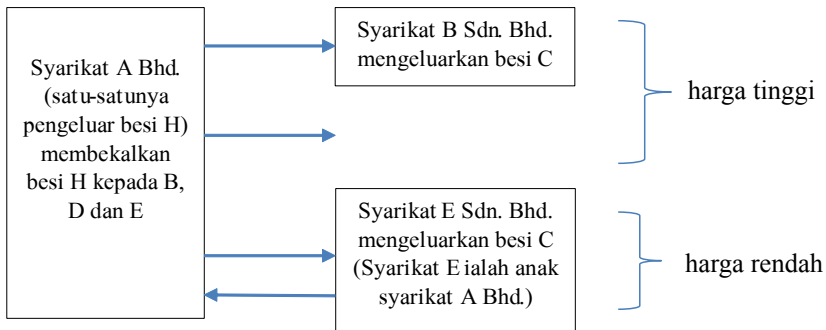 Syarikat A Bhd.
(satu-satunya
pengeluar besi H)
membekalkan
besi H kepada B,
D dan E
Syarikat B Sdn. Bhd.
mengeluarkan besi C
harga tinggi
Syarikat E Sdn. Bhd.
mengeluarkan besi C
(Syarikat E ialah anak
syarikat A Bhd.)
harga rendah